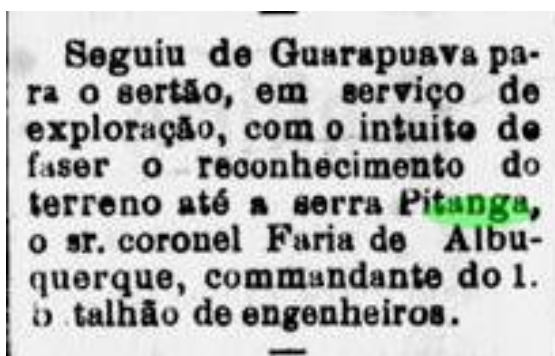 Seguiu de Guarapuava pa-
ra o sertão, em serviço de
exploração, com o intuito de
faser o reconhecimento do
terreno até a serra Pitanga,
o sr. coronel Faria de Albu-
querque, commandante do 1.
b talhão de engenheiros.